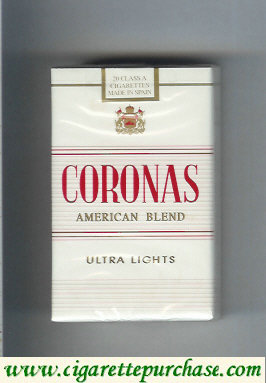 20 CLASS A
CIGARETTES
MADE IN SPAIN
CORONAS
AMERICAN BLEND
ULTRA LIGHTS
www.cigarettepurchase.com